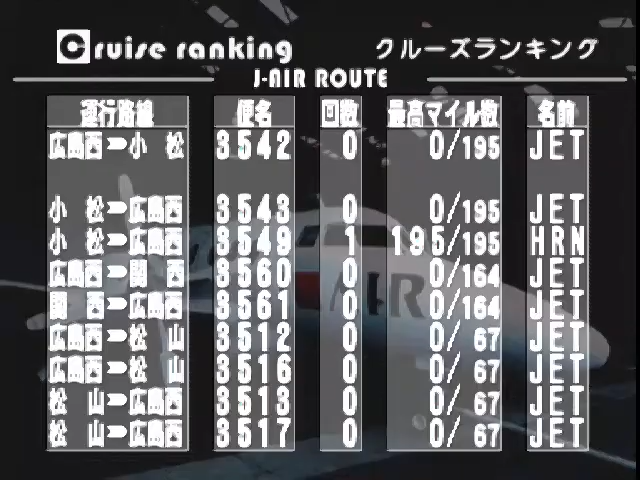 Cruise ranking クルーズランキング
J-AIR ROUTE
運行路線 便名 回数 最高マイル数 名前
広島西⇒小 松 3542 0 0/195 JET
小 松⇒広島西 3543 0 0/195 JET
小 松⇒広島西 3549 1 195/195 HRN
広島西⇒関 西 3560 0 0/164 JET
関 西⇒広島西 3561 0 0/164 JET
広島西⇒松 山 3512 0 0/ 67 JET
広島西⇒松 山 3516 0 0/ 67 JET
松 山⇒広島西 3513 0 0/ 67 JET
松 山⇒広島西 3517 0 0/ 67 JET
AIR